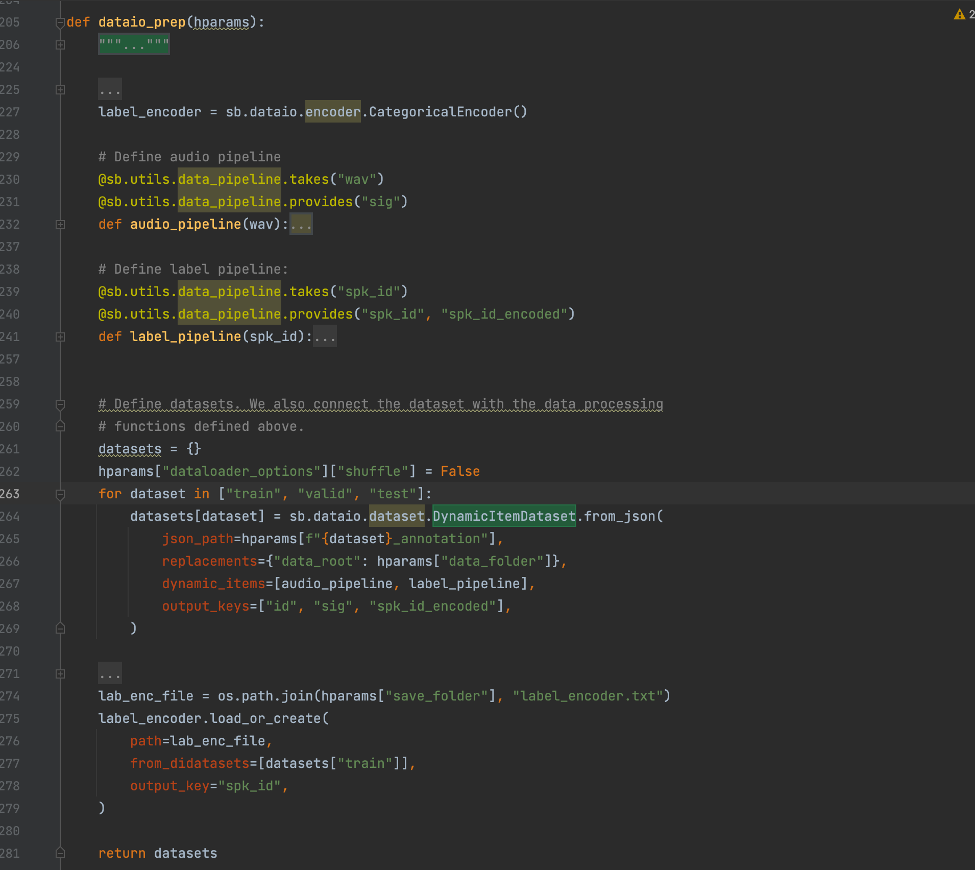 204
205 def dataio_prep(hparams):
206 """..."""
224
225 ...
227 label_encoder = sb.dataio.encoder.CategoricalEncoder()
228
229 # Define audio pipeline
230 @sb.utils.data_pipeline.takes("wav")
231 @sb.utils.data_pipeline.provides("sig")
232 def audio_pipeline(wav):...
237
238 # Define label pipeline:
239 @sb.utils.data_pipeline.takes("spk_id")
240 @sb.utils.data_pipeline.provides("spk_id", "spk_id_encoded")
241 def label_pipeline(spk_id):...
257
258
259 # Define datasets. We also connect the dataset with the data processing
260 # functions defined above.
261 datasets = {}
262 hparams["dataloader_options"]["shuffle"] = False
263 for dataset in ["train", "valid", "test"]:
264 datasets[dataset] = sb.dataio.dataset.DynamicItemDataset.from_json(
265 json_path=hparams[f"{dataset}_annotation"],
266 replacements={"data_root": hparams["data_folder"]},
267 dynamic_items=[audio_pipeline, label_pipeline],
268 output_keys=["id", "sig", "spk_id_encoded"],
269 )
270
271 ...
274 lab_enc_file = os.path.join(hparams["save_folder"], "label_encoder.txt")
275 label_encoder.load_or_create(
276 path=lab_enc_file,
277 from_didatasets=[datasets["train"]],
278 output_key="spk_id",
279 )
280
281 return datasets
2